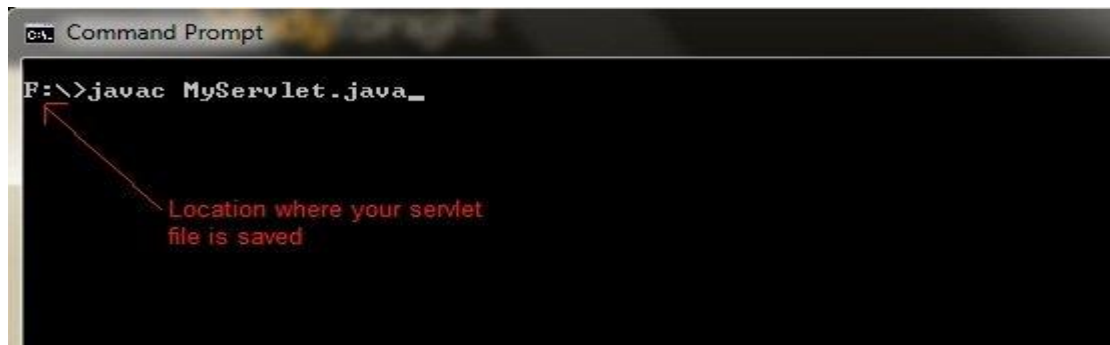 Command Prompt
F:\>javac MyServlet.java_
Location where your servlet
file is saved